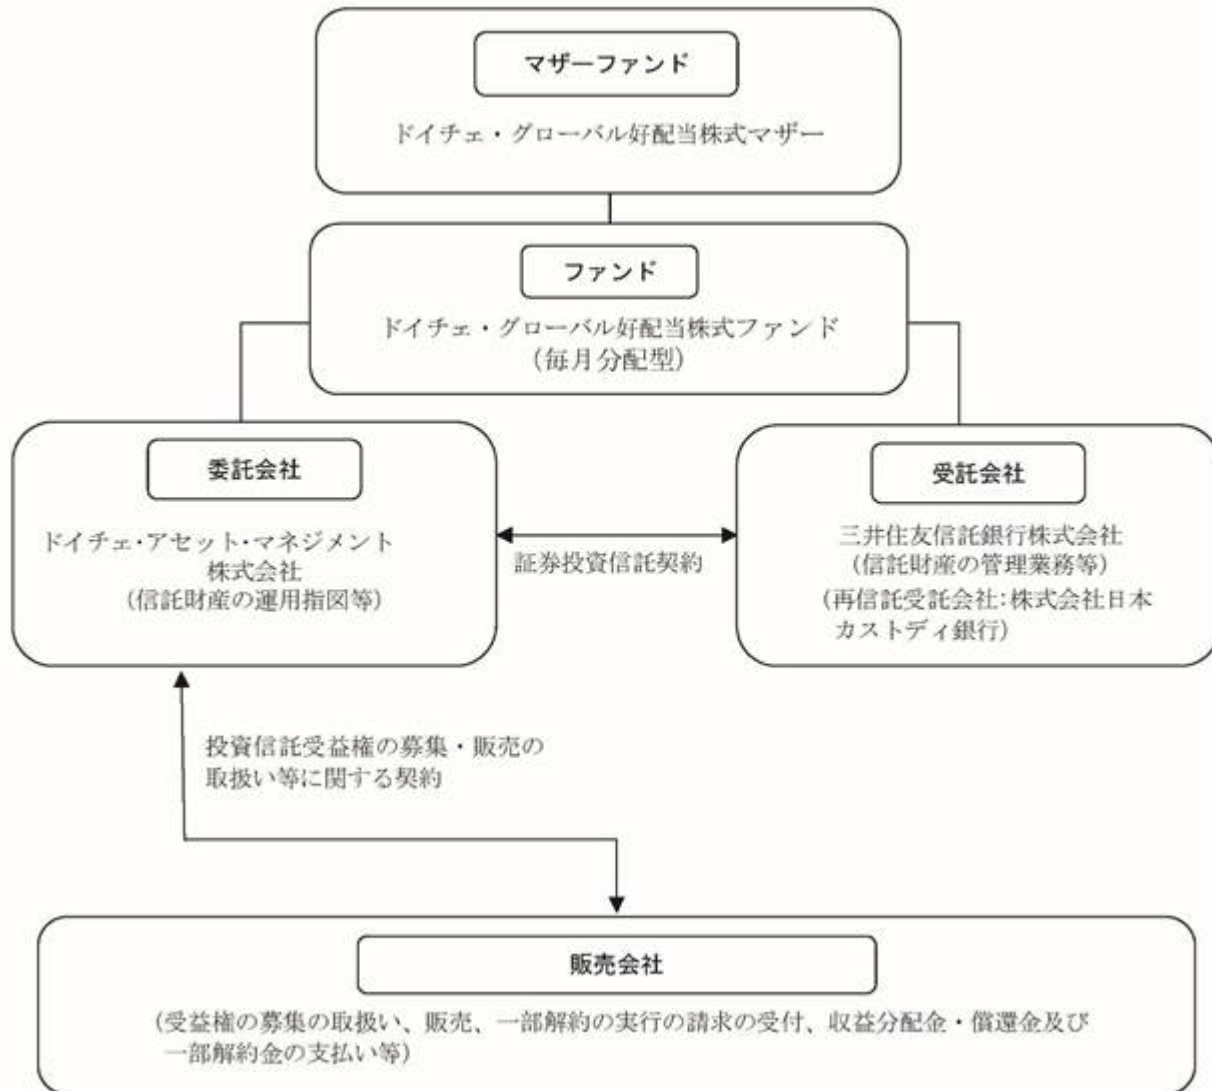 マザーファンド
ドイチェ・グローバル好配当株式マザー
ファンド
ドイチェ・グローバル好配当株式ファンド
(毎月分配型)
委託会社
ドイチェ・アセット・マネジメント
株式会社
(信託財産の運用指図等)
証券投資信託契約
受託会社
三井住友信託銀行株式会社
(信託財産の管理業務等)
(再信託受託会社:株式会社日本
カストディ銀行)
投資信託受益権の募集・販売の
取扱い等に関する契約
販売会社
(受益権の募集の取扱い、販売、一部解約の実行の請求の受付、収益分配金・償還金及び
一部解約金の支払い等)